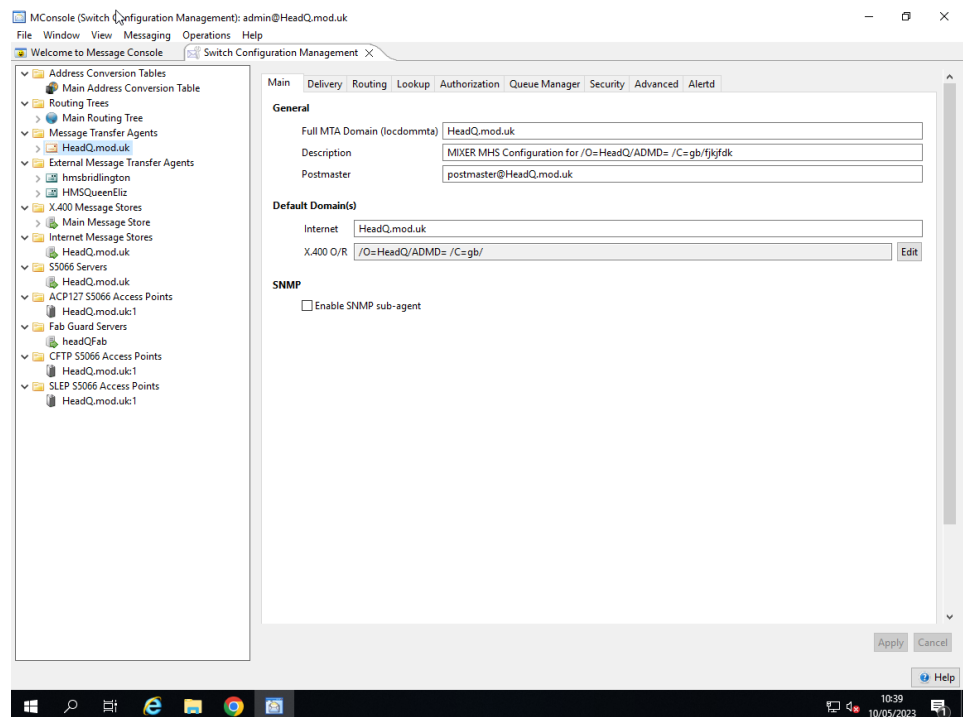 MConsole (Switch Configuration Management): admin@HeadQ.mod.uk
File Window View Messaging Operations Help
Welcome to Message Console
Switch Configuration Management
Address Conversion Tables
Main Address Conversion Table
Routing Trees
Main Routing Tree
Message Transfer Agents
HeadQ.mod.uk
External Message Transfer Agents
hmsbridlington
HMSQueenEliz
X.400 Message Stores
Main Message Store
Internet Message Stores
HeadQ.mod.uk
S5066 Servers
HeadQ.mod.uk
ACP127 S5066 Access Points
HeadQ.mod.uk:1
Fab Guard Servers
headQFab
CFTP S5066 Access Points
HeadQ.mod.uk:1
SLEP S5066 Access Points
HeadQ.mod.uk:1
Main Delivery Routing Lookup Authorization Queue Manager Security Advanced Alertd
General
Full MTA Domain (locdommta) HeadQ.mod.uk
Description MIXER MHS Configuration for /O=HeadQ/ADMD= /C=gb/fjkjfdk
Postmaster postmaster@HeadQ.mod.uk
Default Domain(s)
Internet HeadQ.mod.uk
X.400 O/R /O=HeadQ/ADMD= /C=gb/ Edit
SNMP
Enable SNMP sub-agent
Apply Cancel
Help
10:39
10/05/2023
1